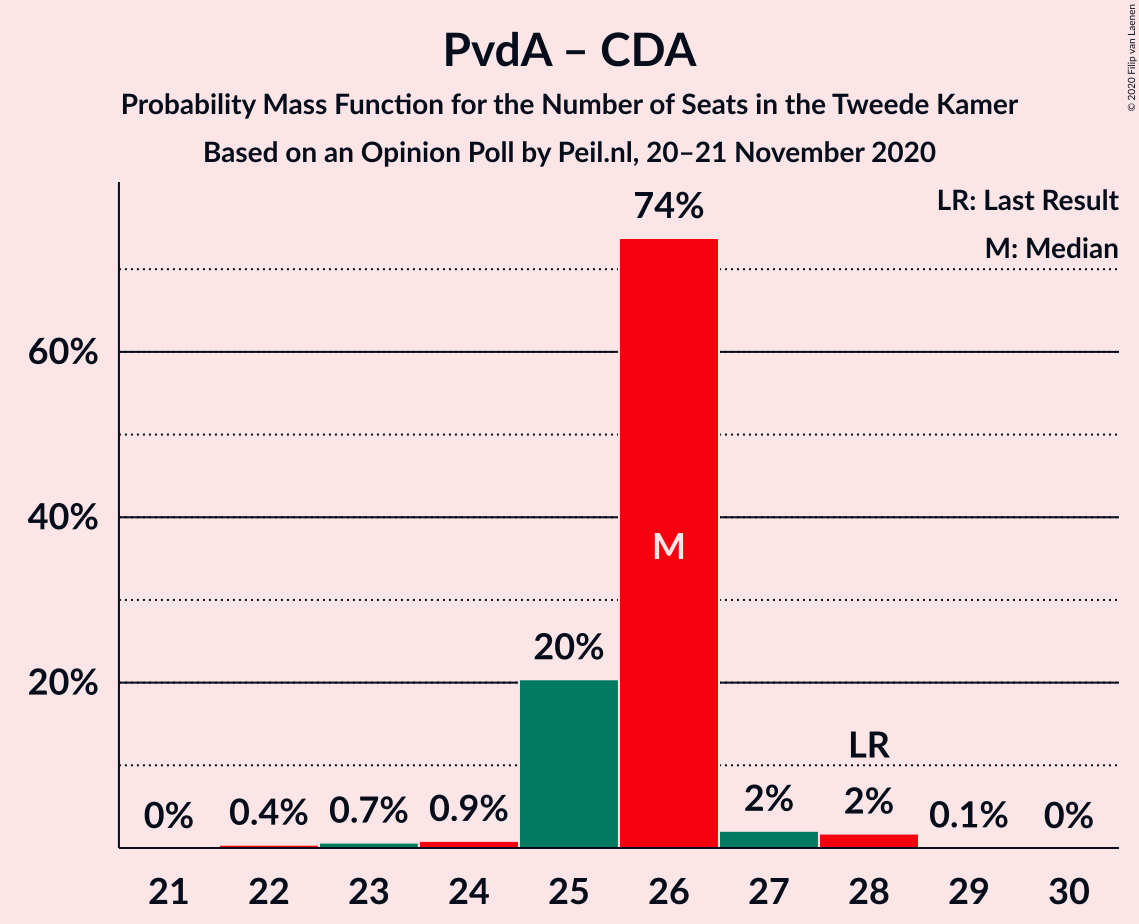 PvdA – CDA
Probability Mass Function for the Number of Seats in the Tweede Kamer
Based on an Opinion Poll by Peil.nl, 20–21 November 2020
© 2020 Filip van Laenen
LR: Last Result
M: Median
74%
60%
40%
M
20%
20%
LR
0%
0.4%
0.7%
0.9%
2%
2%
0.1%
0%
21 22 23 24 25 26 27 28 29 30